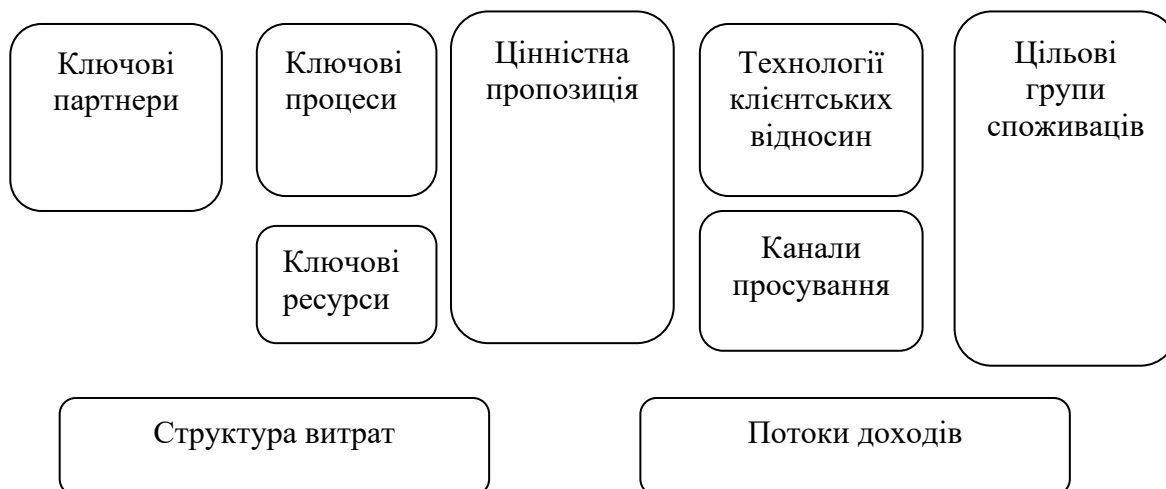 Ключові
партнери
Ключові
процеси
Ключові
ресурси
Цінністна
пропозиція
Технології
клієнтських
відносин
Канали
просування
Цільові
групи
споживаців
Структура витрат
Потоки доходів